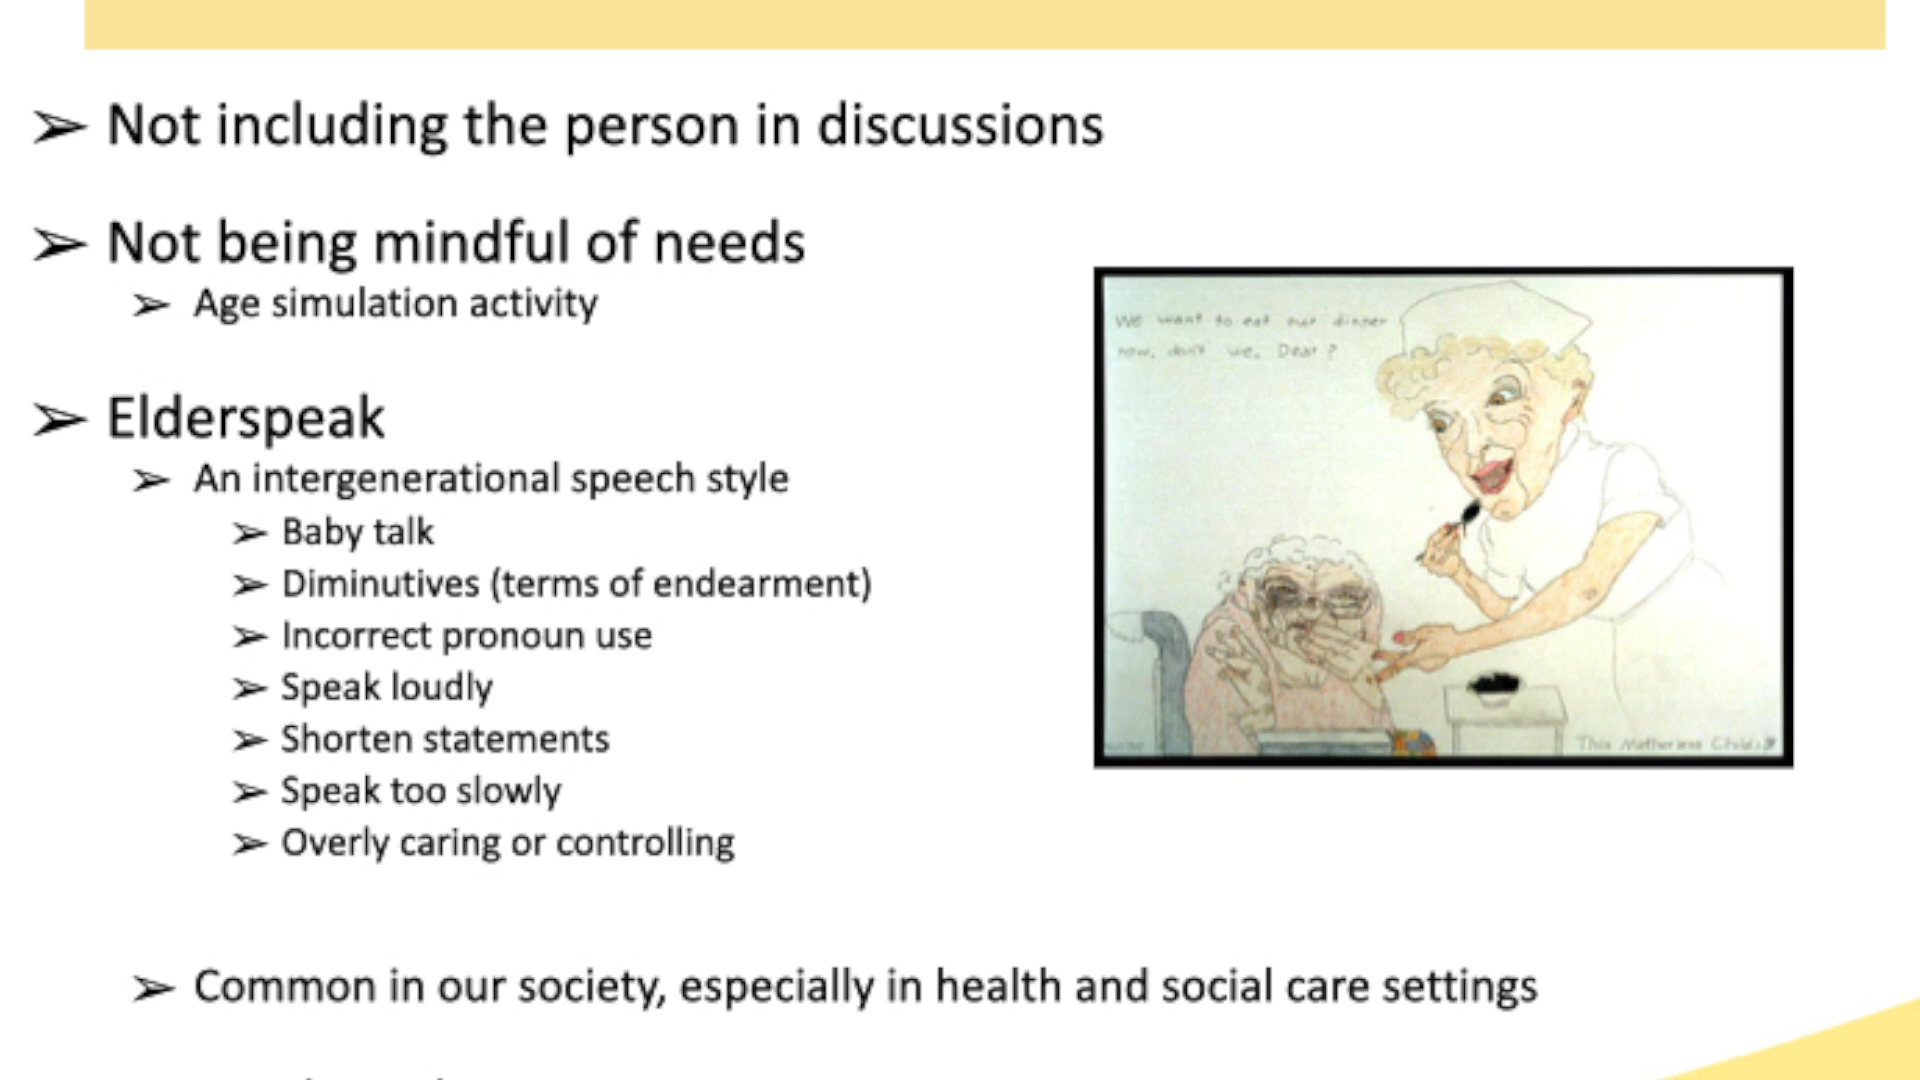 Not including the person in discussions
Not being mindful of needs
Age simulation activity
Elderspeak
An intergenerational speech style
Baby talk
Diminutives (terms of endearment)
Incorrect pronoun use
Speak loudly
Shorten statements
Speak too slowly
Overly caring or controlling
Common in our society, especially in health and social care settings
We want to eat our dinner
now, don't we, Dear?